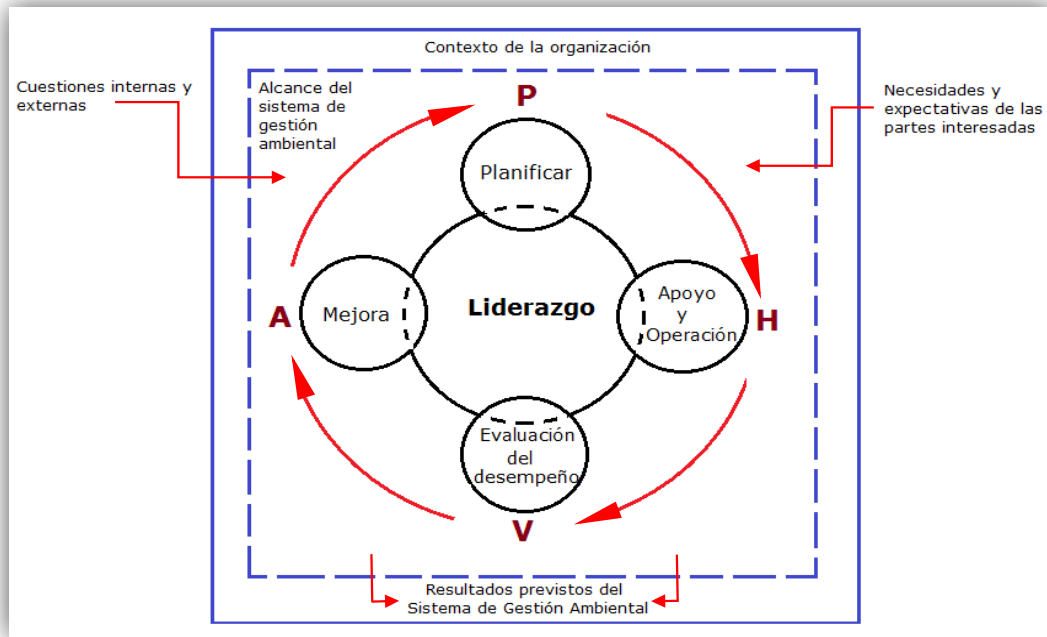 Contexto de la organización
Cuestiones internas y
externas
Alcance del
sistema de
gestión
ambiental
P
Necesidades y
expectativas de las
partes interesadas
Planificar
A
Mejora
Liderazgo
Apoyo
y
Operación
H
Evaluación
del
desempeño
V
Resultados previstos del
Sistema de Gestión Ambiental